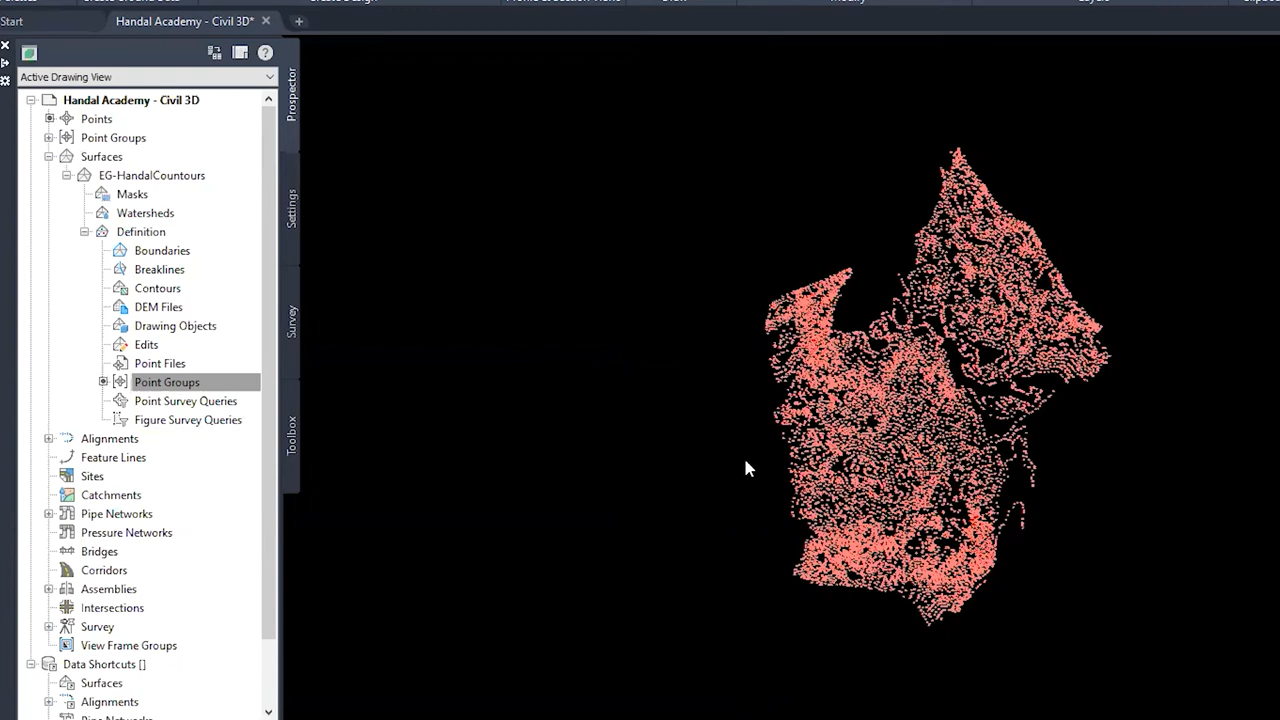 Start
Handal Academy - Civil 3D*
Active Drawing View
Prospector
Settings
Survey
Toolbox
Handal Academy - Civil 3D
Points
Point Groups
Surfaces
EG-HandalCountours
Masks
Watersheds
Definition
Boundaries
Breaklines
Contours
DEM Files
Drawing Objects
Edits
Point Files
Point Groups
Point Survey Queries
Figure Survey Queries
Alignments
Feature Lines
Sites
Catchments
Pipe Networks
Pressure Networks
Bridges
Corridors
Assemblies
Intersections
Survey
View Frame Groups
Data Shortcuts []
Surfaces
Alignments